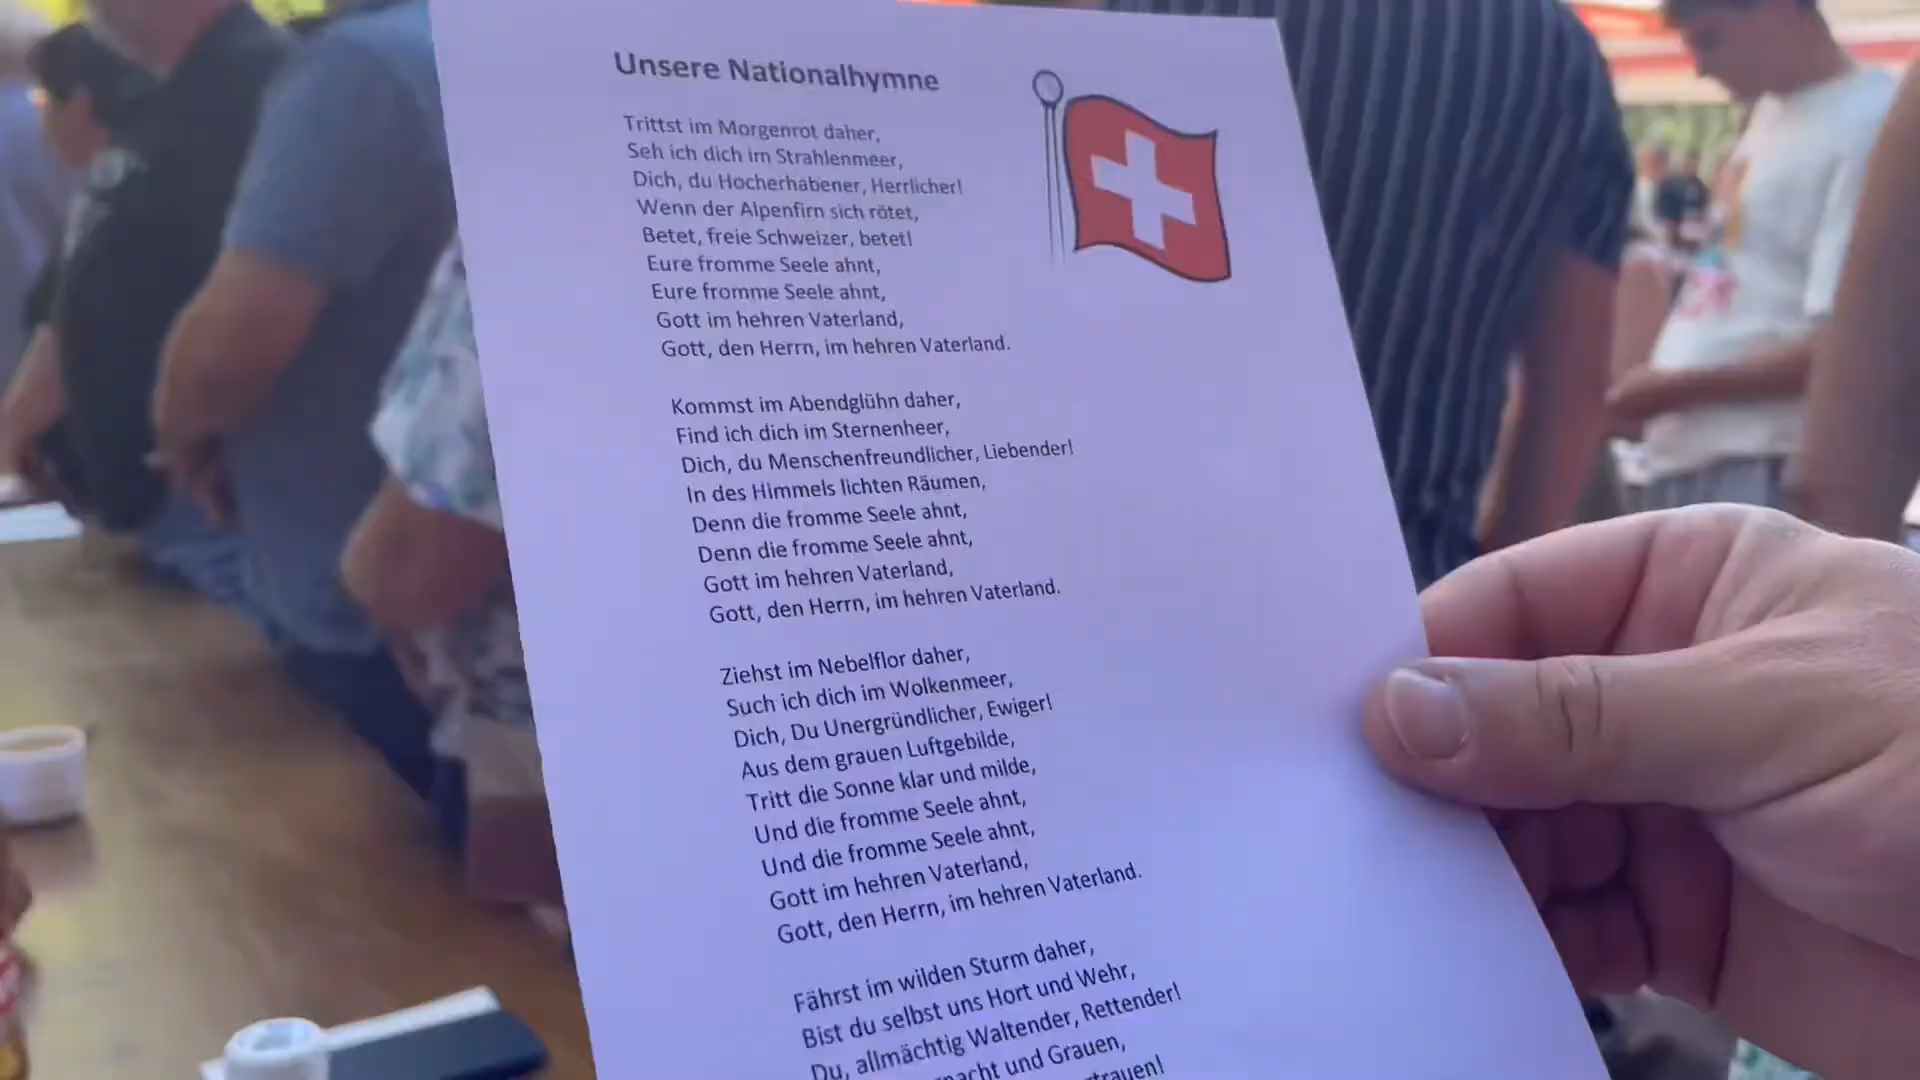 Unsere Nationalhymne
Trittst im Morgenrot daher,
Seh ich dich im Strahlenmeer,
Dich, du Hocherhabener, Herrlicher!
Wenn der Alpenfirn sich rötet,
Betet, freie Schweizer, betet!
Eure fromme Seele ahnt,
Eure fromme Seele ahnt,
Gott im hehren Vaterland,
Gott, den Herrn, im hehren Vaterland.
Kommst im Abendglühn daher,
Find ich dich im Sternenheer,
Dich, du Menschenfreundlicher, Liebender!
In des Himmels lichten Räumen,
Denn die fromme Seele ahnt,
Denn die fromme Seele ahnt,
Gott im hehren Vaterland,
Gott, den Herrn, im hehren Vaterland.
Ziehst im Nebelflor daher,
Such ich dich im Wolkenmeer,
Dich, Du Unergründlicher, Ewiger!
Aus dem grauen Luftgebilde,
Tritt die Sonne klar und milde,
Und die fromme Seele ahnt,
Und die fromme Seele ahnt,
Gott im hehren Vaterland,
Gott, den Herrn, im hehren Vaterland.
Fährst im wilden Sturm daher,
Bist du selbst uns Hort und Wehr,
Du, allmächtig Waltender, Rettender!
und Grauen,